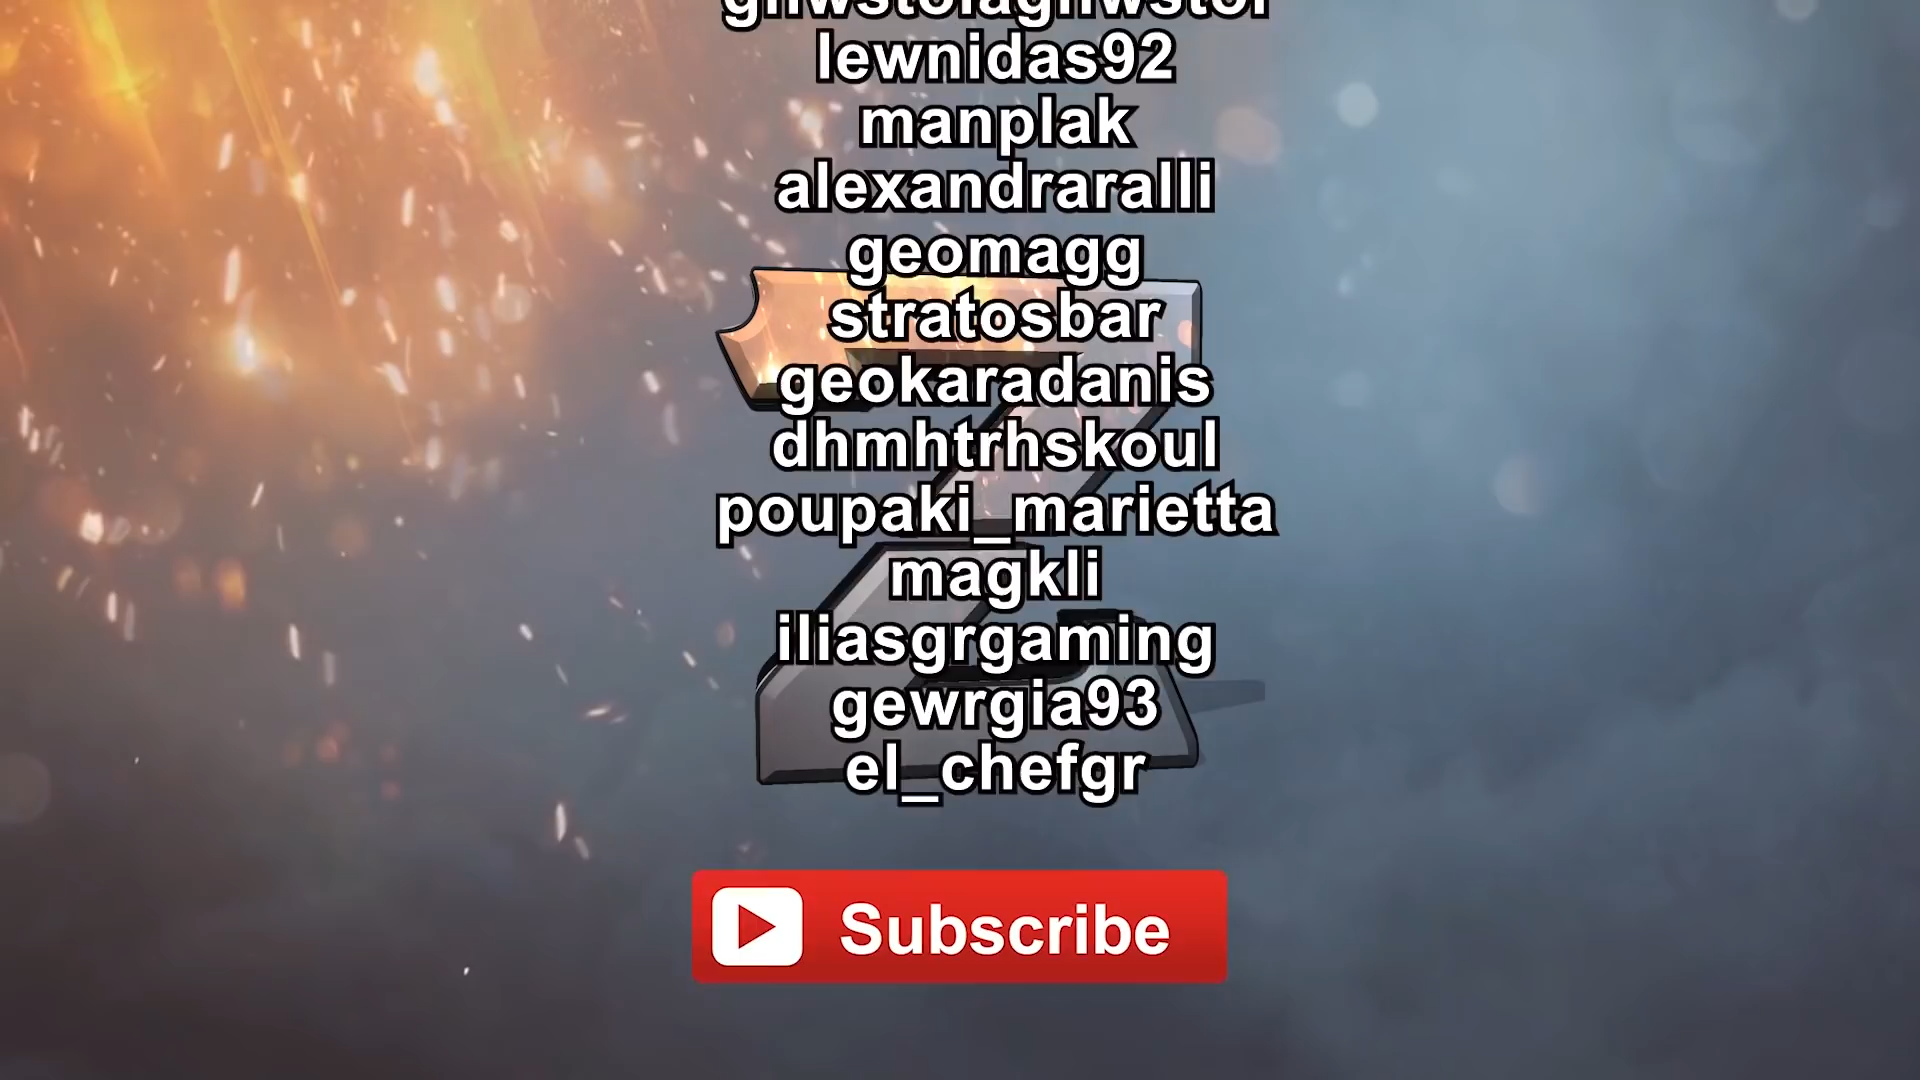 lewnidas92
manplak
alexandraralli
geomagg
stratosbar
geokaradanis
dhmhtrhskoul
poupaki_marietta
magkli
iliasgrgaming
gewrgia93
el_chefgr
Subscribe